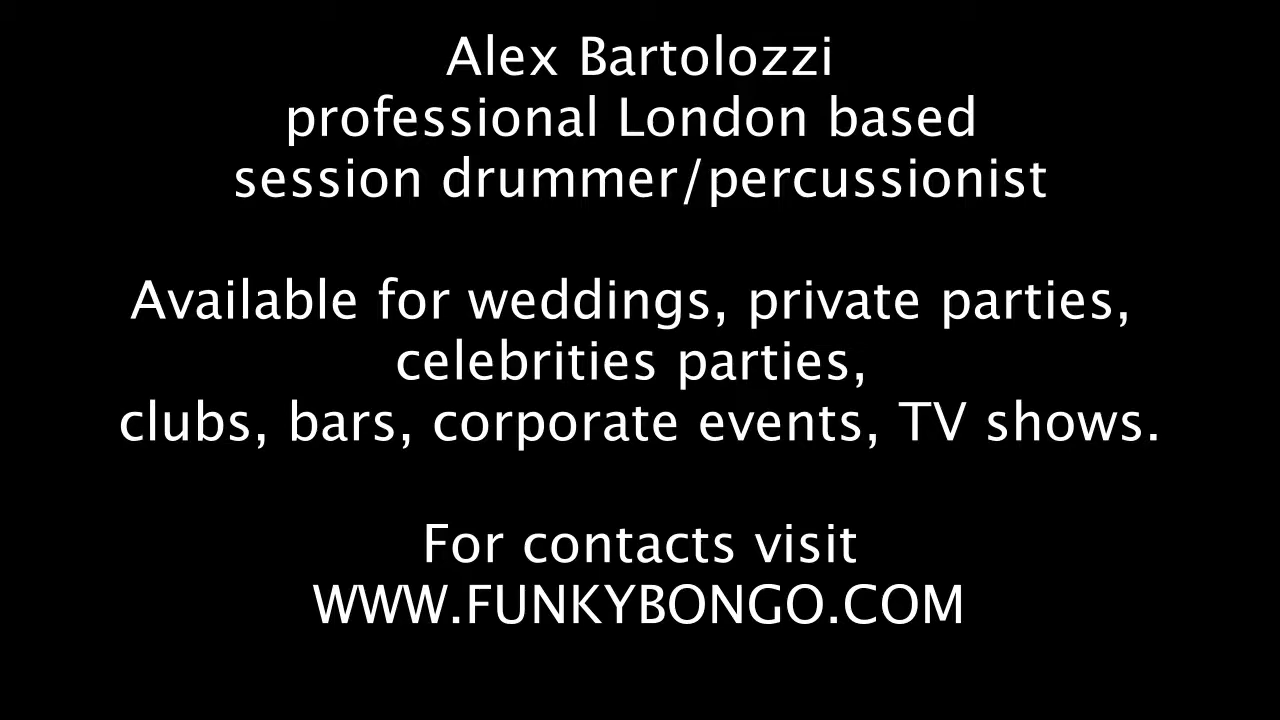 Alex Bartolozzi
professional London based
session drummer/percussionist
Available for weddings, private parties,
celebrities parties,
clubs, bars, corporate events, TV shows.
For contacts visit
WWW.FUNKYBONGO.COM